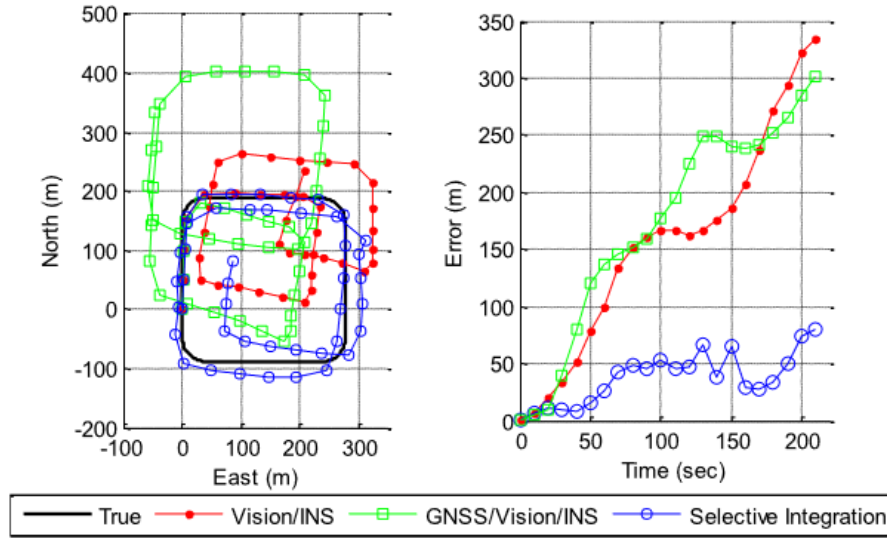 500
400
300
200
100
0
-100
-200
-100 0 100 200 300
North (m)
East (m)
350
300
250
200
150
100
50
0
0 50 100 150 200
Error (m)
Time (sec)
True Vision/INS GNSS/Vision/INS Selective Integration